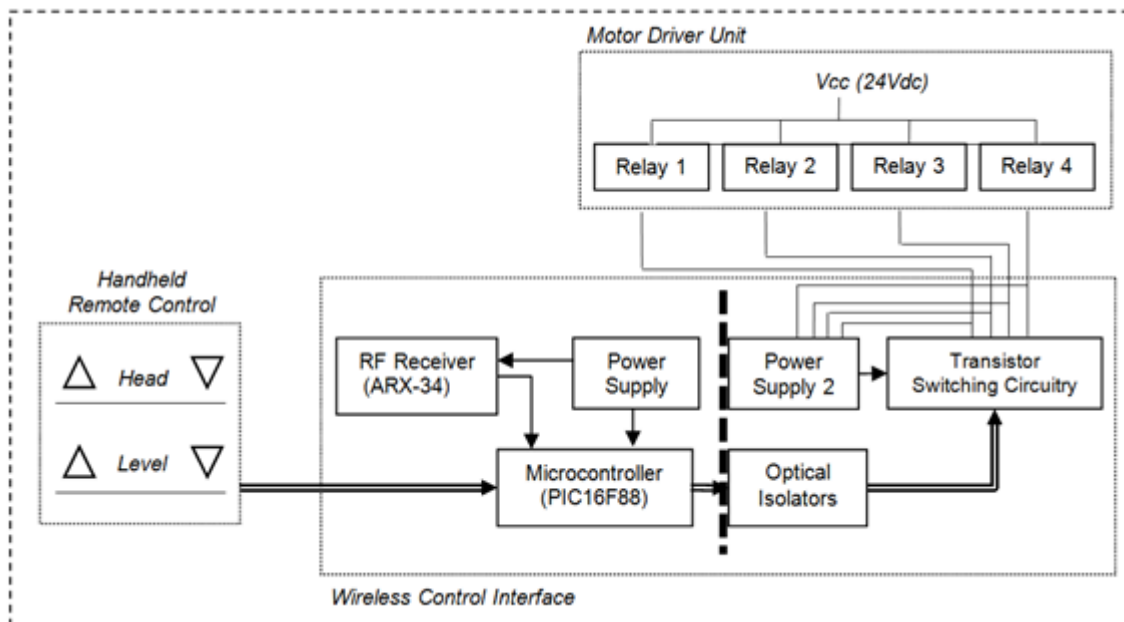 Motor Driver Unit
Vcc (24Vdc)
Relay 1
Relay 2
Relay 3
Relay 4
Handheld
Remote Control
Head
Level
RF Receiver
(ARX-34)
Power
Supply
Power
Supply 2
Transistor
Switching Circuitry
Microcontroller
(PIC16F88)
Optical
Isolators
Wireless Control Interface